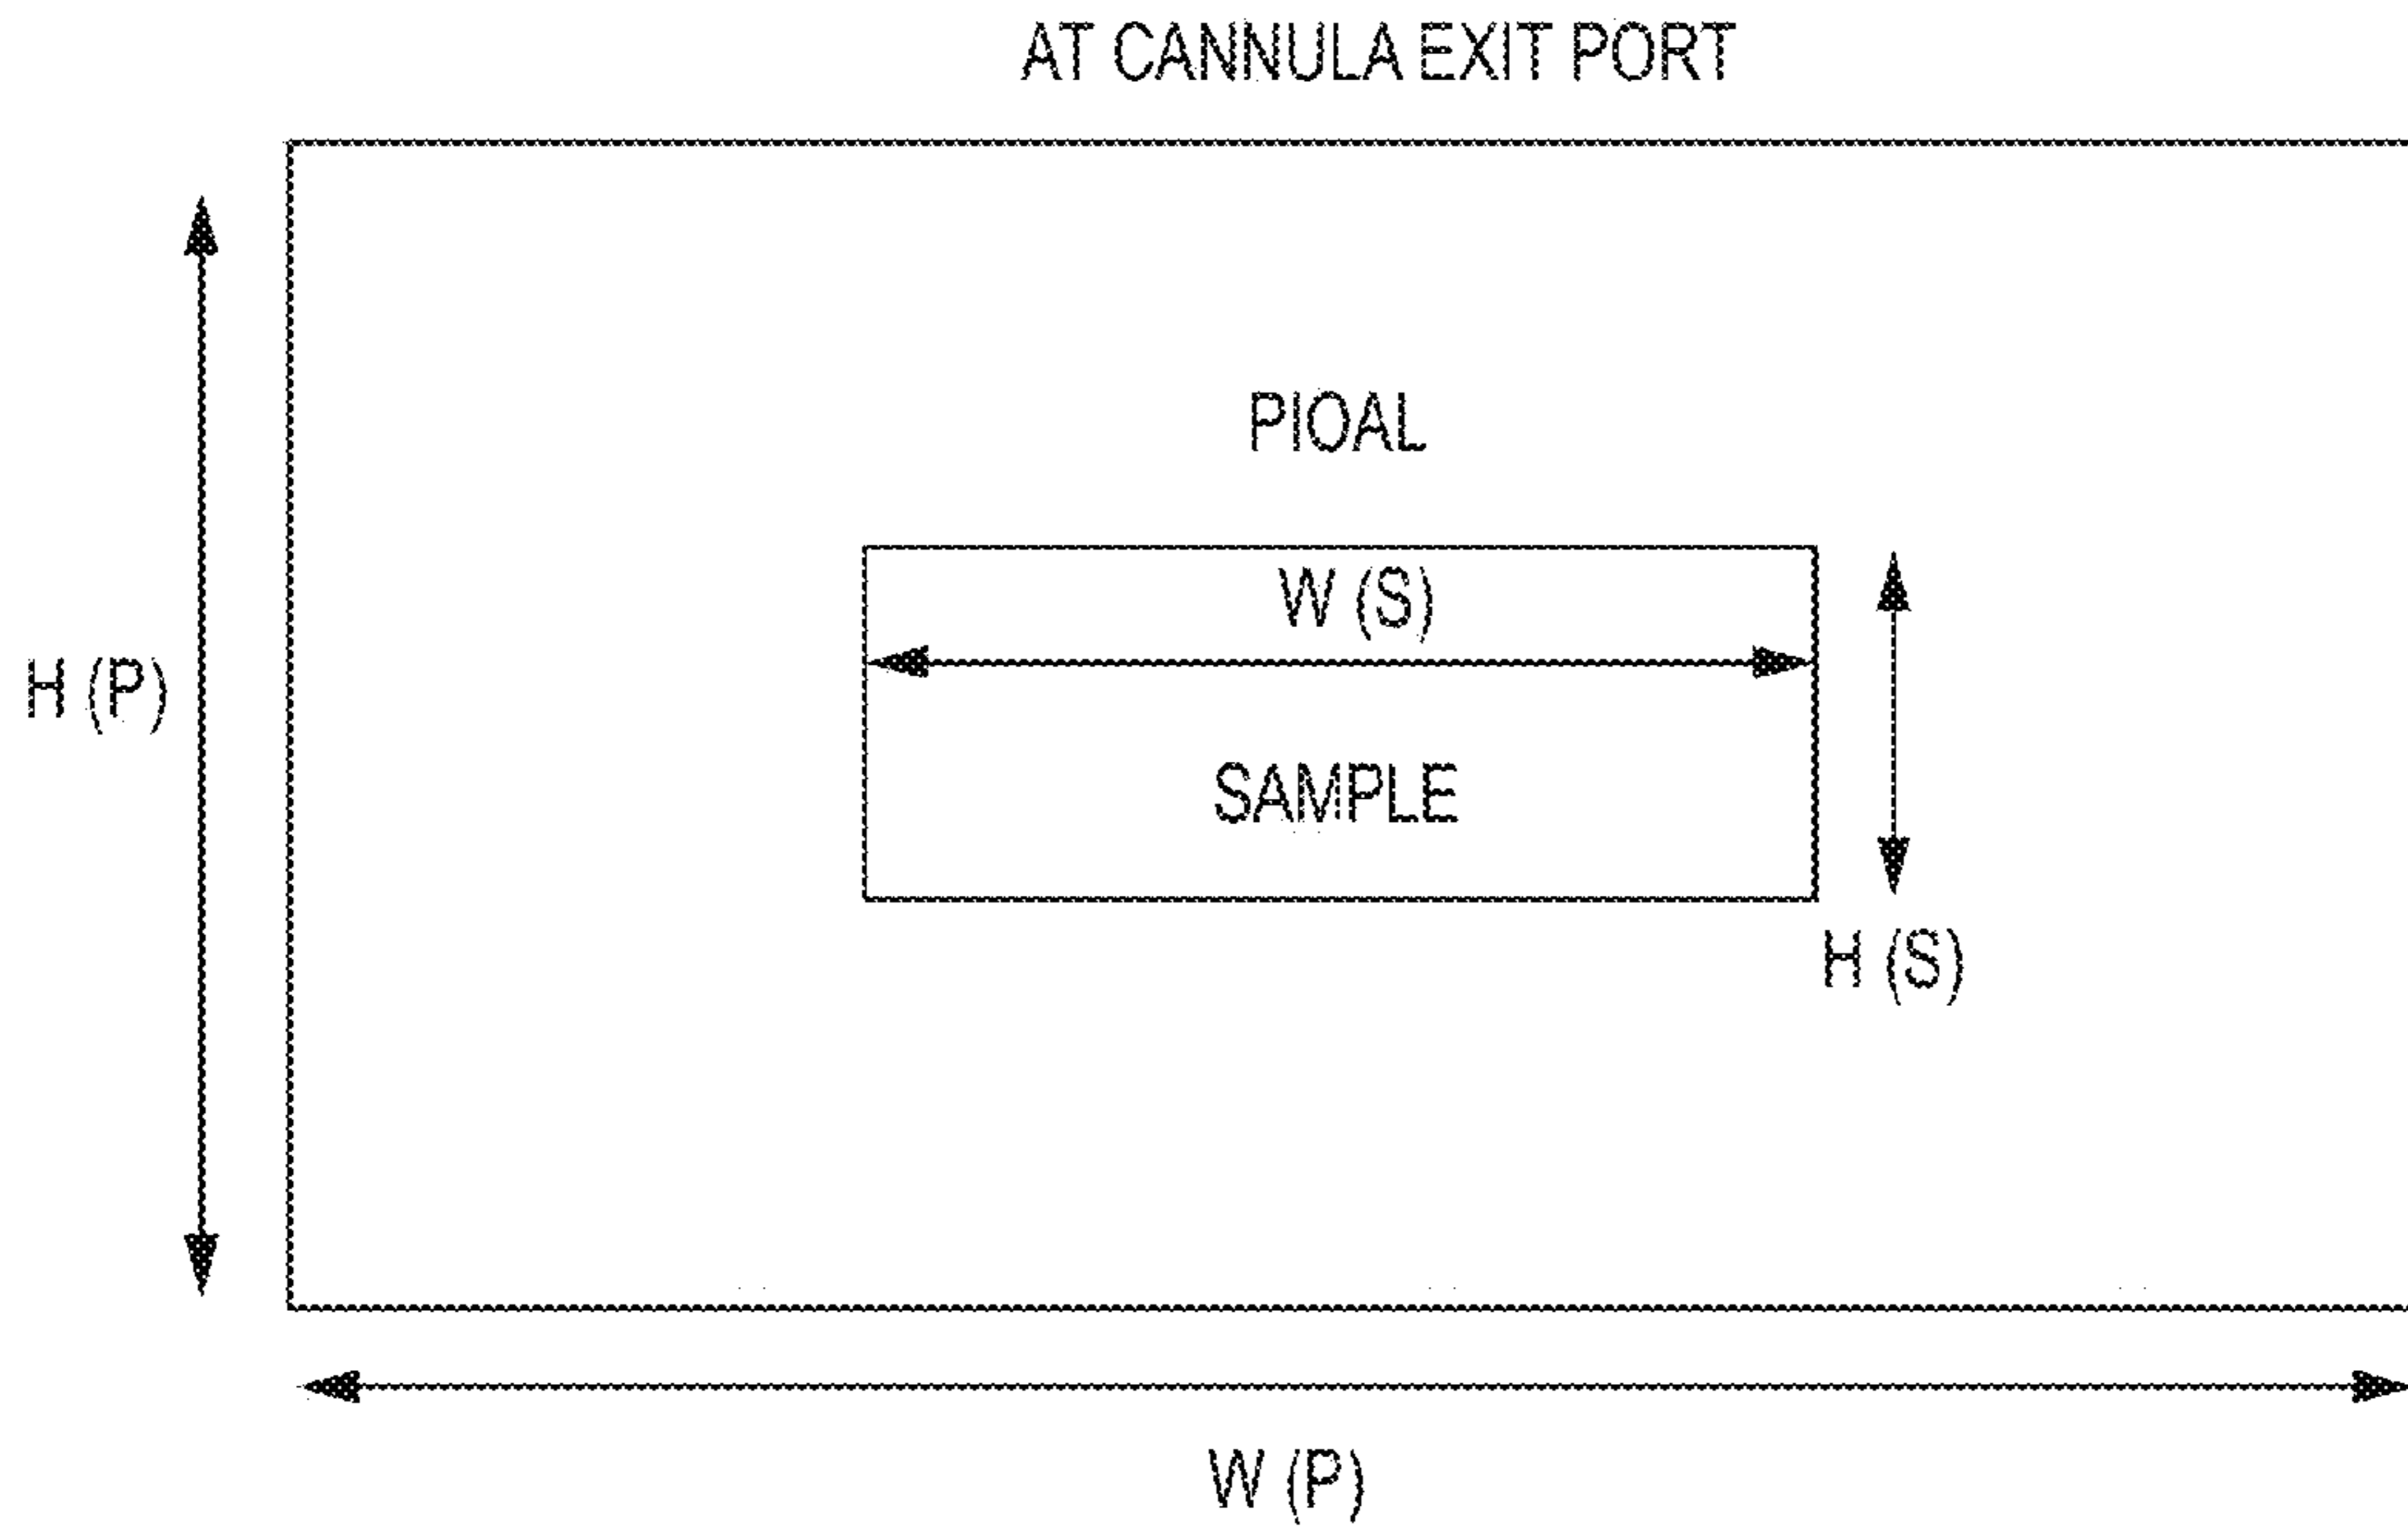 AT CANNULA EXIT PORT
PIOAL
W (S)
H (P)
SAMPLE
H (S)
W (P)